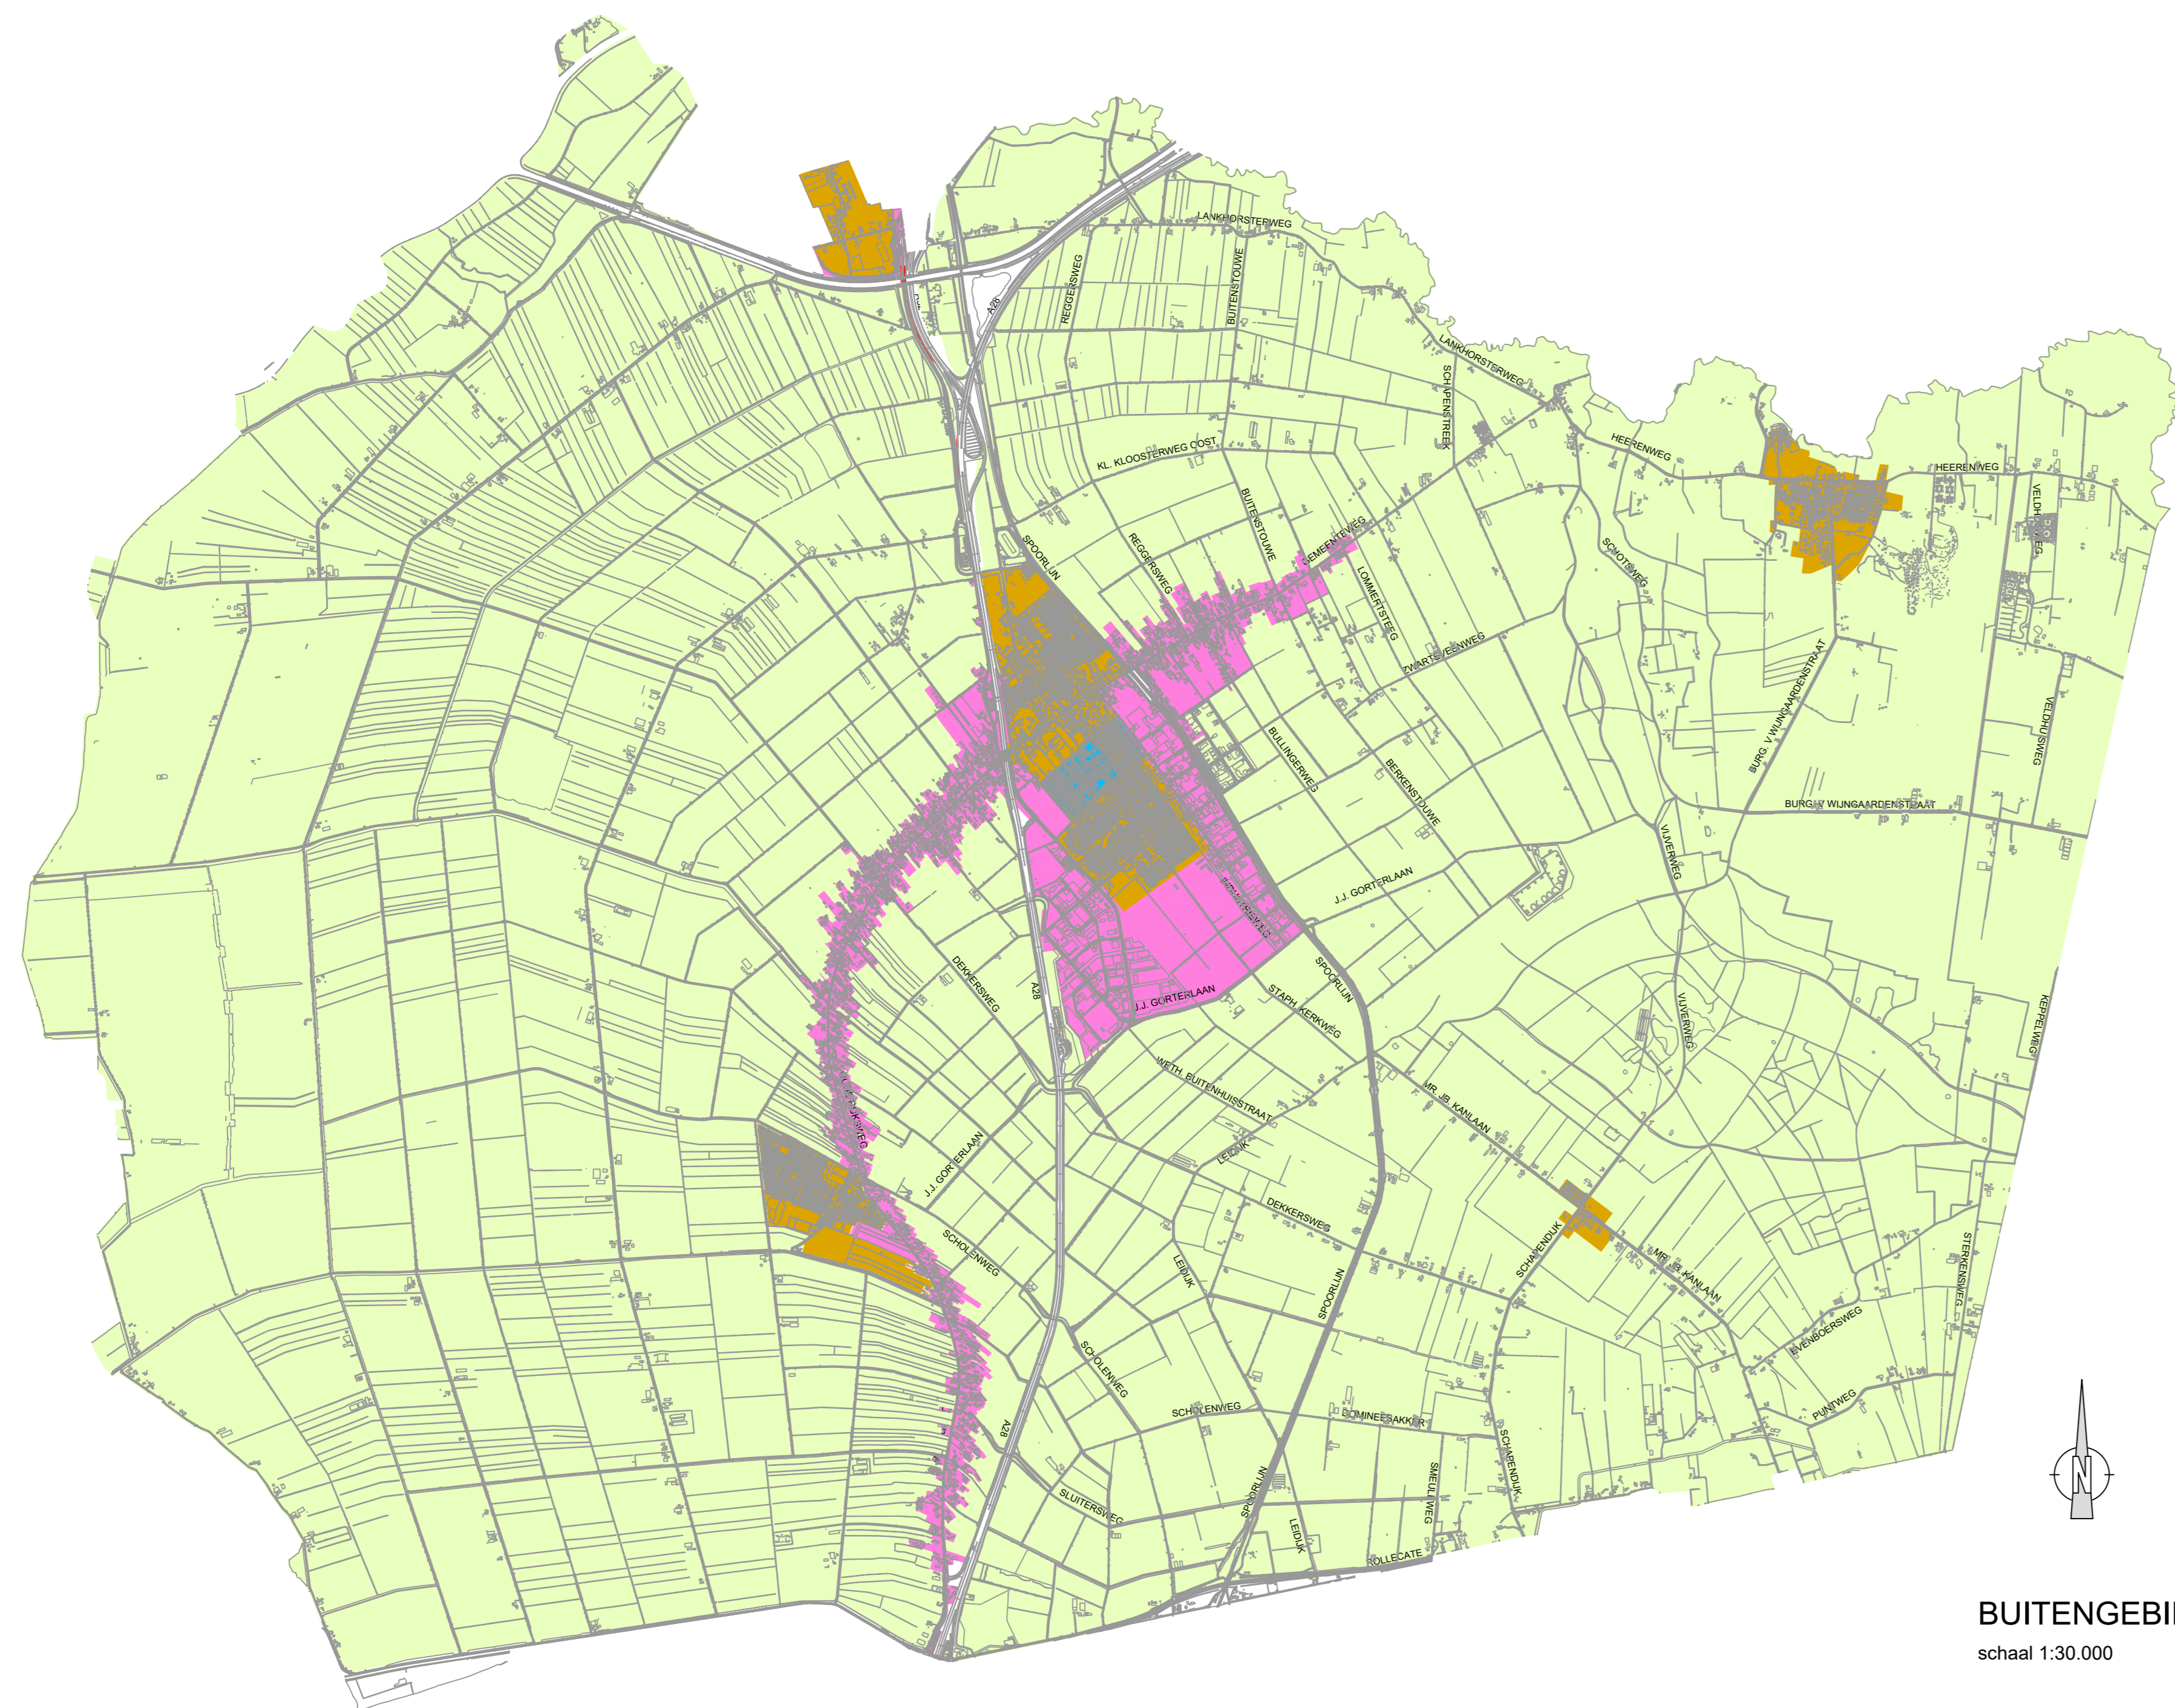 LANKHORSTERWEG
REGGERSWEG
BUITENSTOUWE
A28
LANKHORSTERWEG
SCHAPENSTREEK
HEERENWEG
HEERENWEG
KL. KLOOSTERWEG OOST
VELDHUISWEG
BUITENSTOUWE
GEMEENTEWEG
SPOORLIJN
REGGERSWEG
SCHOTSWEG
LOMMERTSTEEG
ZWARTEVEENWEG
BURG. V WIJNGAARDENSTRAAT
VELDHUISWEG
BULLINGERWEG
BERKENSTOUWE
BURG. V WIJNGAARDENSTRAAT
VIJVERWEG
J.J. GORTERLAAN
DEKKERSWEG
A28
SPOORLIJN
J.J. GORTERLAAN
STAPH. KERKWEG
VIJVERWEG
KEPPELWEG
WETH. BUITENHUISSTRAAT
MR. JB. KANLAAN
LEIDIJK
J.J. GORTERLAAN
DEKKERSWEG
SCHOLENWEG
SCHAPENDIJK
MR. JB. KANLAAN
STERKENSWEG
LEIDIJK
SPOORLIJN
EVENBOERSWEG
SCHOLENWEG
PUNTWEG
SCHOLENWEG
DOMINEESAKKER
A28
SCHAPENDIJK
SPOORLIJN
SMEULEWEG
SLUITERSWEG
LEIDIJK
ROLLECATE
N
BUITENGEBI
schaal 1:30.000